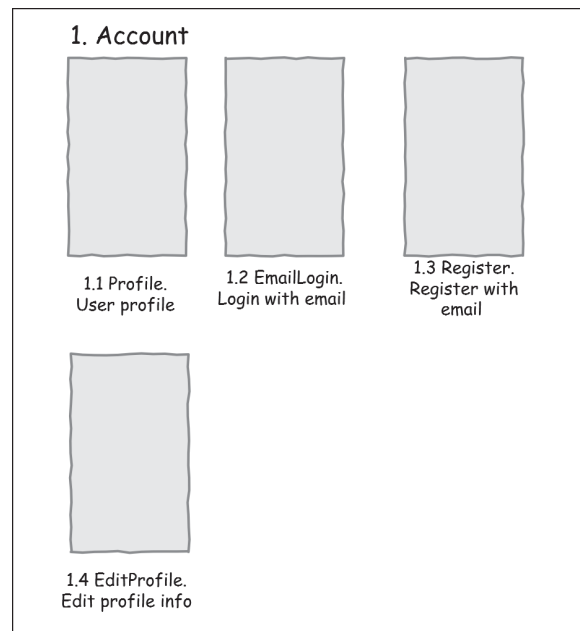 1. Account
1.1 Profile.
User profile
1.2 EmailLogin.
Login with email
1.3 Register.
Register with
email
1.4 EditProfile.
Edit profile info